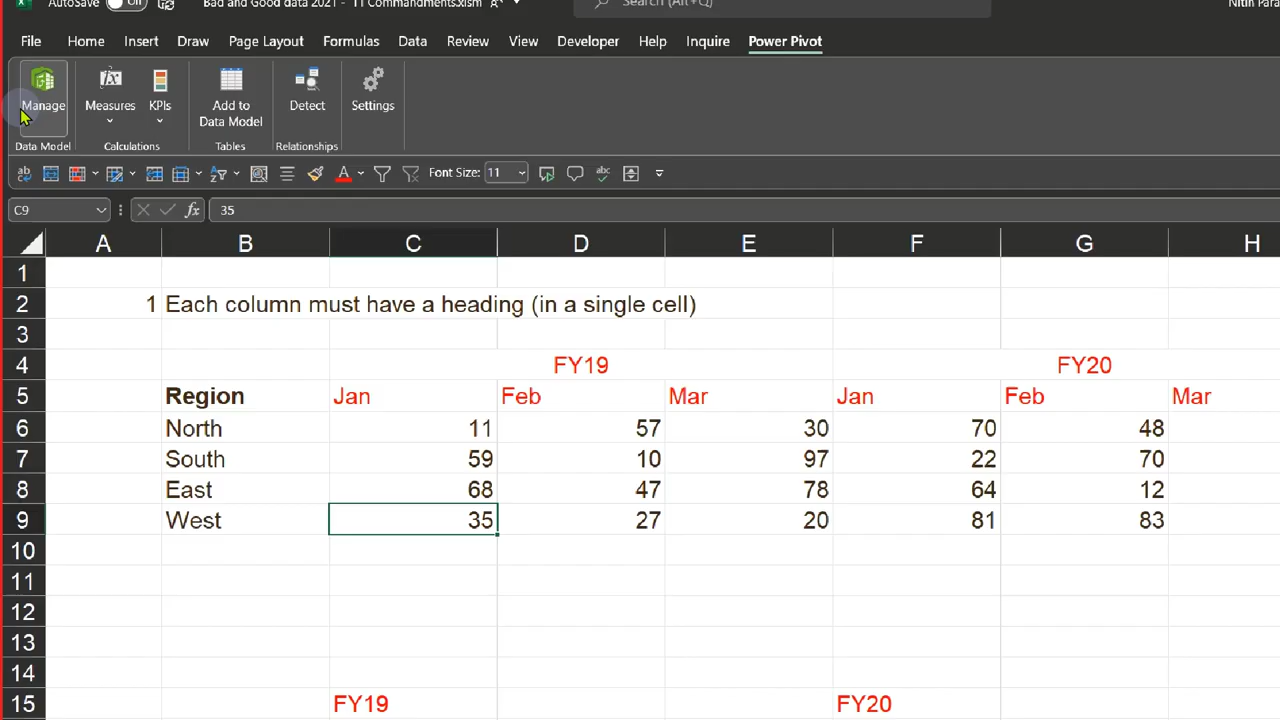 AutoSave Off Bad and Good data 2021 - 11 Commandments.xlsm Search (Alt+Q) Nitin Para
File Home Insert Draw Page Layout Formulas Data Review View Developer Help Inquire Power Pivot
Manage Measures KPIs Add to Data Model Detect Settings
Data Model Calculations Tables Relationships
Font Size: 11
C9 fx 35
A B C D E F G H
1
2 1 Each column must have a heading (in a single cell)
3
4 FY19 FY20
5 Region Jan Feb Mar Jan Feb Mar
6 North 11 57 30 70 48
7 South 59 10 97 22 70
8 East 68 47 78 64 12
9 West 35 27 20 81 83
10
11
12
13
14
15 FY19 FY20